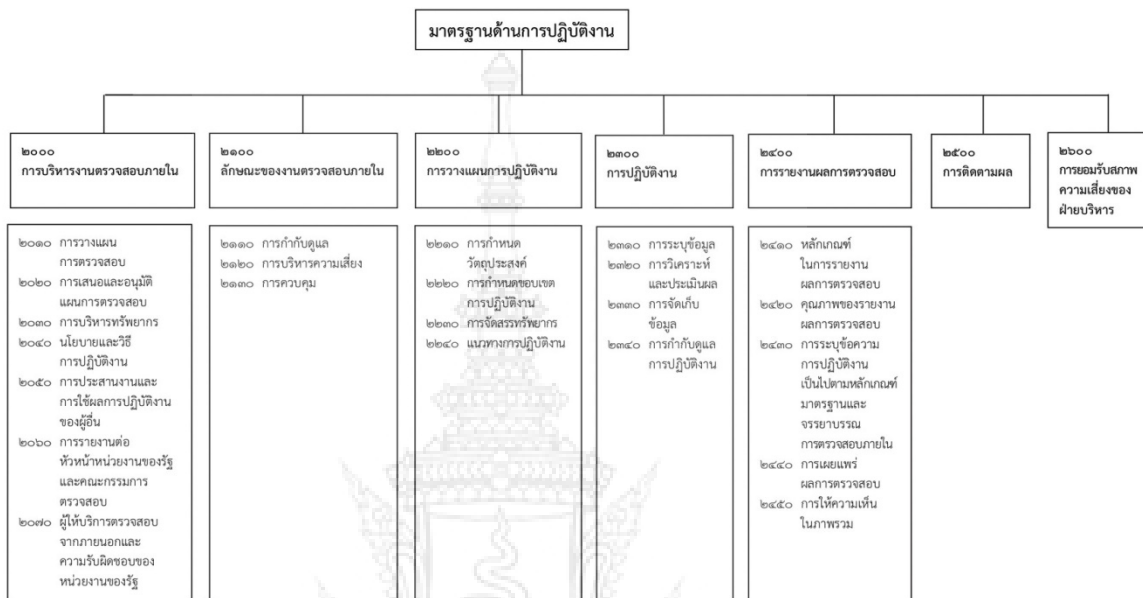 มาตรฐานด้านการปฏิบัติงาน
๒๐๐๐
การบริหารงานตรวจสอบภายใน
๒๐๑๐ การวางแผน
การตรวจสอบ
๒๐๒๐ การเสนอและอนุมัติ
แผนการตรวจสอบ
๒๐๓๐ การบริหารทรัพยากร
๒๐๔๐ นโยบายและวิธี
การปฏิบัติงาน
๒๐๕๐ การประสานงานและ
การใช้ผลการปฏิบัติงาน
ของผู้อื่น
๒๐๖๐ การรายงานต่อ
หัวหน้าหน่วยงานของรัฐ
และคณะกรรมการ
ตรวจสอบ
๒๐๗๐ ผู้ให้บริการตรวจสอบ
จากภายนอกและ
ความรับผิดชอบของ
หน่วยงานของรัฐ
๒๑๐๐
ลักษณะของงานตรวจสอบภายใน
๒๑๑๐ การกำกับดูแล
๒๑๒๐ การบริหารความเสี่ยง
๒๑๓๐ การควบคุม
๒๒๐๐
การวางแผนการปฏิบัติงาน
๒๒๑๐ การกำหนด
วัตถุประสงค์
๒๒๒๐ การกำหนดขอบเขต
การปฏิบัติงาน
๒๒๓๐ การจัดสรรทรัพยากร
๒๒๔๐ แนวทางการปฏิบัติงาน
๒๓๐๐
การปฏิบัติงาน
๒๓๑๐ การระบุข้อมูล
๒๓๒๐ การวิเคราะห์
และประเมินผล
๒๓๓๐ การจัดเก็บ
ข้อมูล
๒๓๔๐ การกำกับดูแล
การปฏิบัติงาน
๒๔๐๐
การรายงานผลการตรวจสอบ
๒๔๑๐ หลักเกณฑ์
ในการรายงาน
ผลการตรวจสอบ
๒๔๒๐ คุณภาพของรายงาน
ผลการตรวจสอบ
๒๔๓๐ การระบุข้อความ
การปฏิบัติงาน
เป็นไปตามหลักเกณฑ์
มาตรฐานและ
จรรยาบรรณ
การตรวจสอบภายใน
๒๔๔๐ การเผยแพร่
ผลการตรวจสอบ
๒๔๕๐ การให้ความเห็น
ในภาพรวม
๒๕๐๐
การติดตามผล
๒๖๐๐
การยอมรับสภาพ
ความเสี่ยงของ
ฝ่ายบริหาร